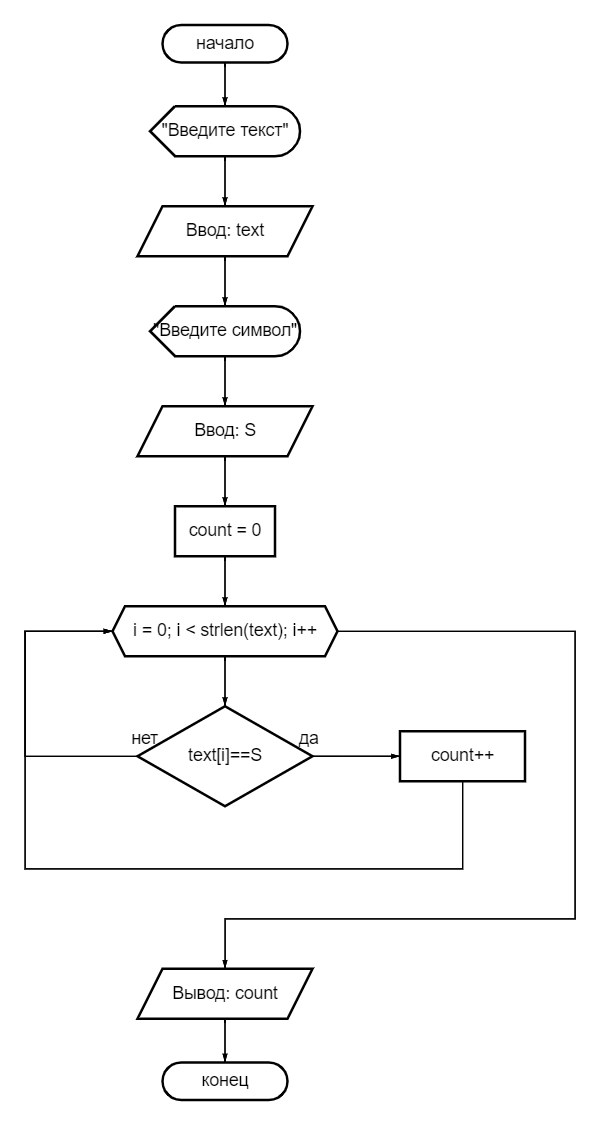 начало
"Введите текст"
Ввод: text
"Введите символ"
Ввод: S
count = 0
i = 0; i < strlen(text); i++
нет
да
text[i]==S
count++
Вывод: count
конец